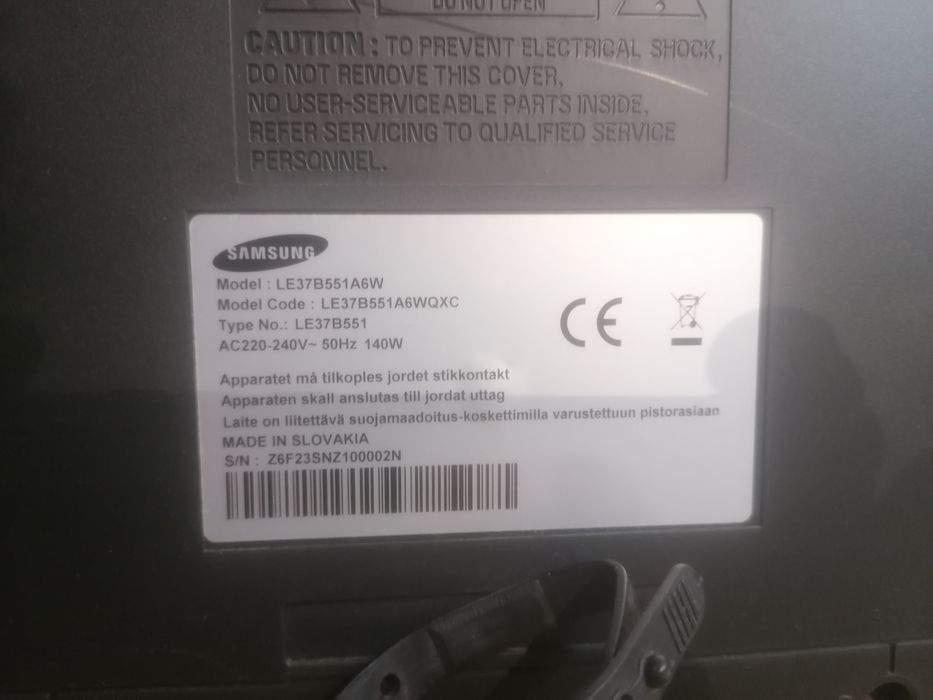 DO NOT OPEN
CAUTION : TO PREVENT ELECTRICAL SHOCK,
DO NOT REMOVE THIS COVER,
NO USER-SERVICEABLE PARTS INSIDE,
REFER SERVICING TO QUALIFIED SERVICE
PERSONNEL.
SAMSUNG
Model : LE37B551A6W
Model Code : LE37B551A6WQXC
Type No.: LE37B551
AC220-240V~ 50Hz 140W
CE
Apparatet må tilkoples jordet stikkontakt
Apparaten skall anslutas till jordat uttag
Laite on liitettävä suojamaadoitus-koskettimilla varustettuun pistorasiaan
MADE IN SLOVAKIA
S/N : Z6F23SNZ100002N